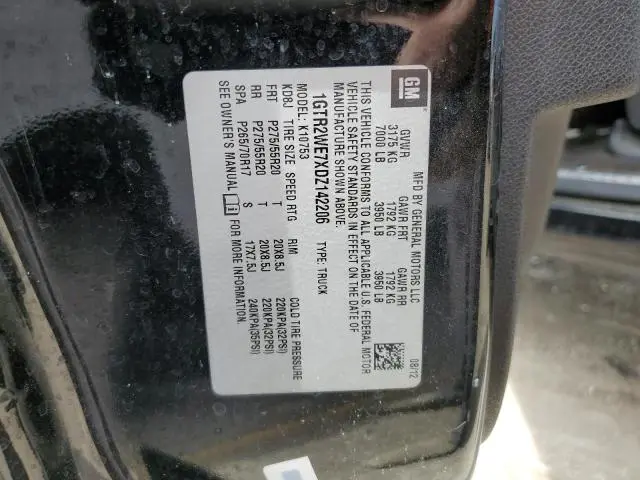 GM
MFD BY GENERAL MOTORS LLC 08/12
GVWR GAWR FRT GAWR RR
3175 KG 1792 KG 1792 KG
7000 LB 3950 LB 3950 LB
THIS VEHICLE CONFORMS TO ALL APPLICABLE U.S. FEDERAL MOTOR
VEHICLE SAFETY STANDARDS IN EFFECT ON THE DATE OF
MANUFACTURE SHOWN ABOVE.
1GTR2WE7XDZ142206 TYPE: TRUCK
MODEL: K10753
KD8J TIRE SIZE SPEED RTG RIM COLD TIRE PRESSURE
FRT P275/55R20 T 20X8.5J 220KPA(32PSI)
RR P275/55R20 T 20X8.5J 220KPA(32PSI)
SPA P265/70R17 S 17X7.5J 240KPA(35PSI)
SEE OWNER'S MANUAL FOR MORE INFORMATION.